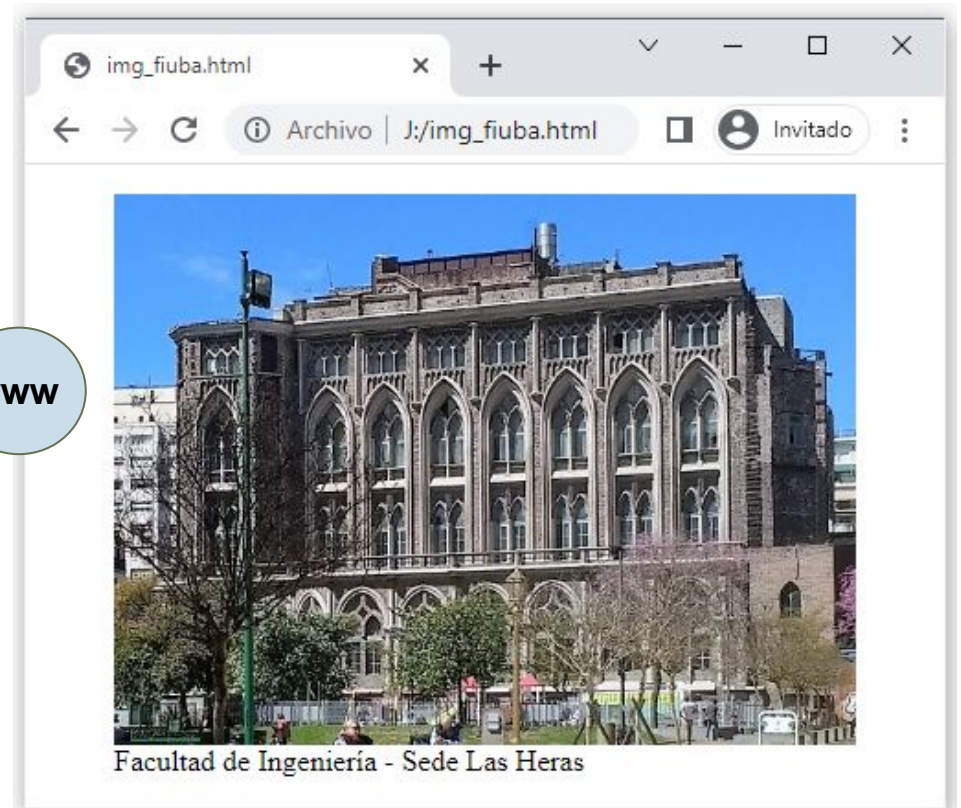 img_fiuba.html
Archivo | J:/img_fiuba.html
Invitado
ww
Facultad de Ingeniería - Sede Las Heras